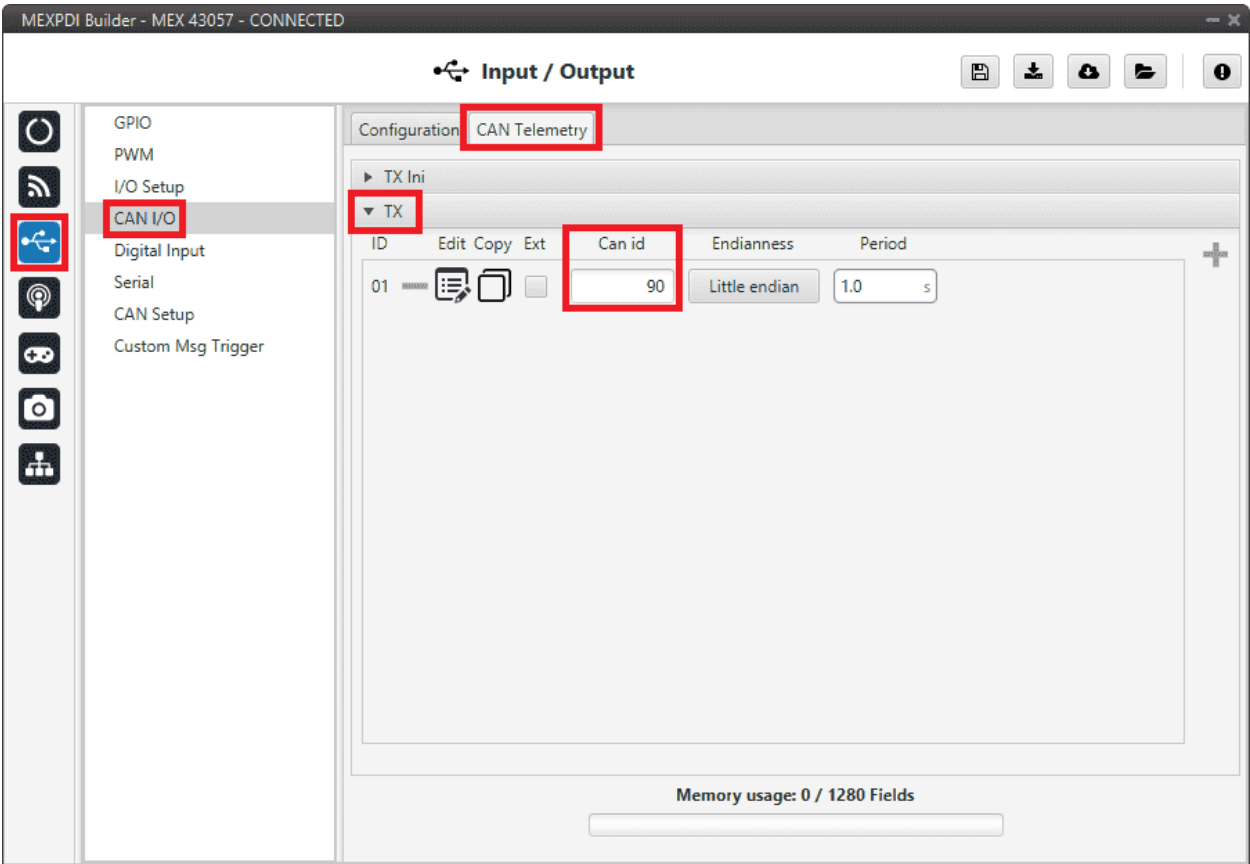 MEXPDI Builder - MEX 43057 - CONNECTED
Input / Output
GPIO
PWM
I/O Setup
CAN I/O
Digital Input
Serial
CAN Setup
Custom Msg Trigger
Configuration CAN Telemetry
TX Ini
TX
ID Edit Copy Ext Can id Endianness Period
01 90 Little endian 1.0 s
Memory usage: 0 / 1280 Fields